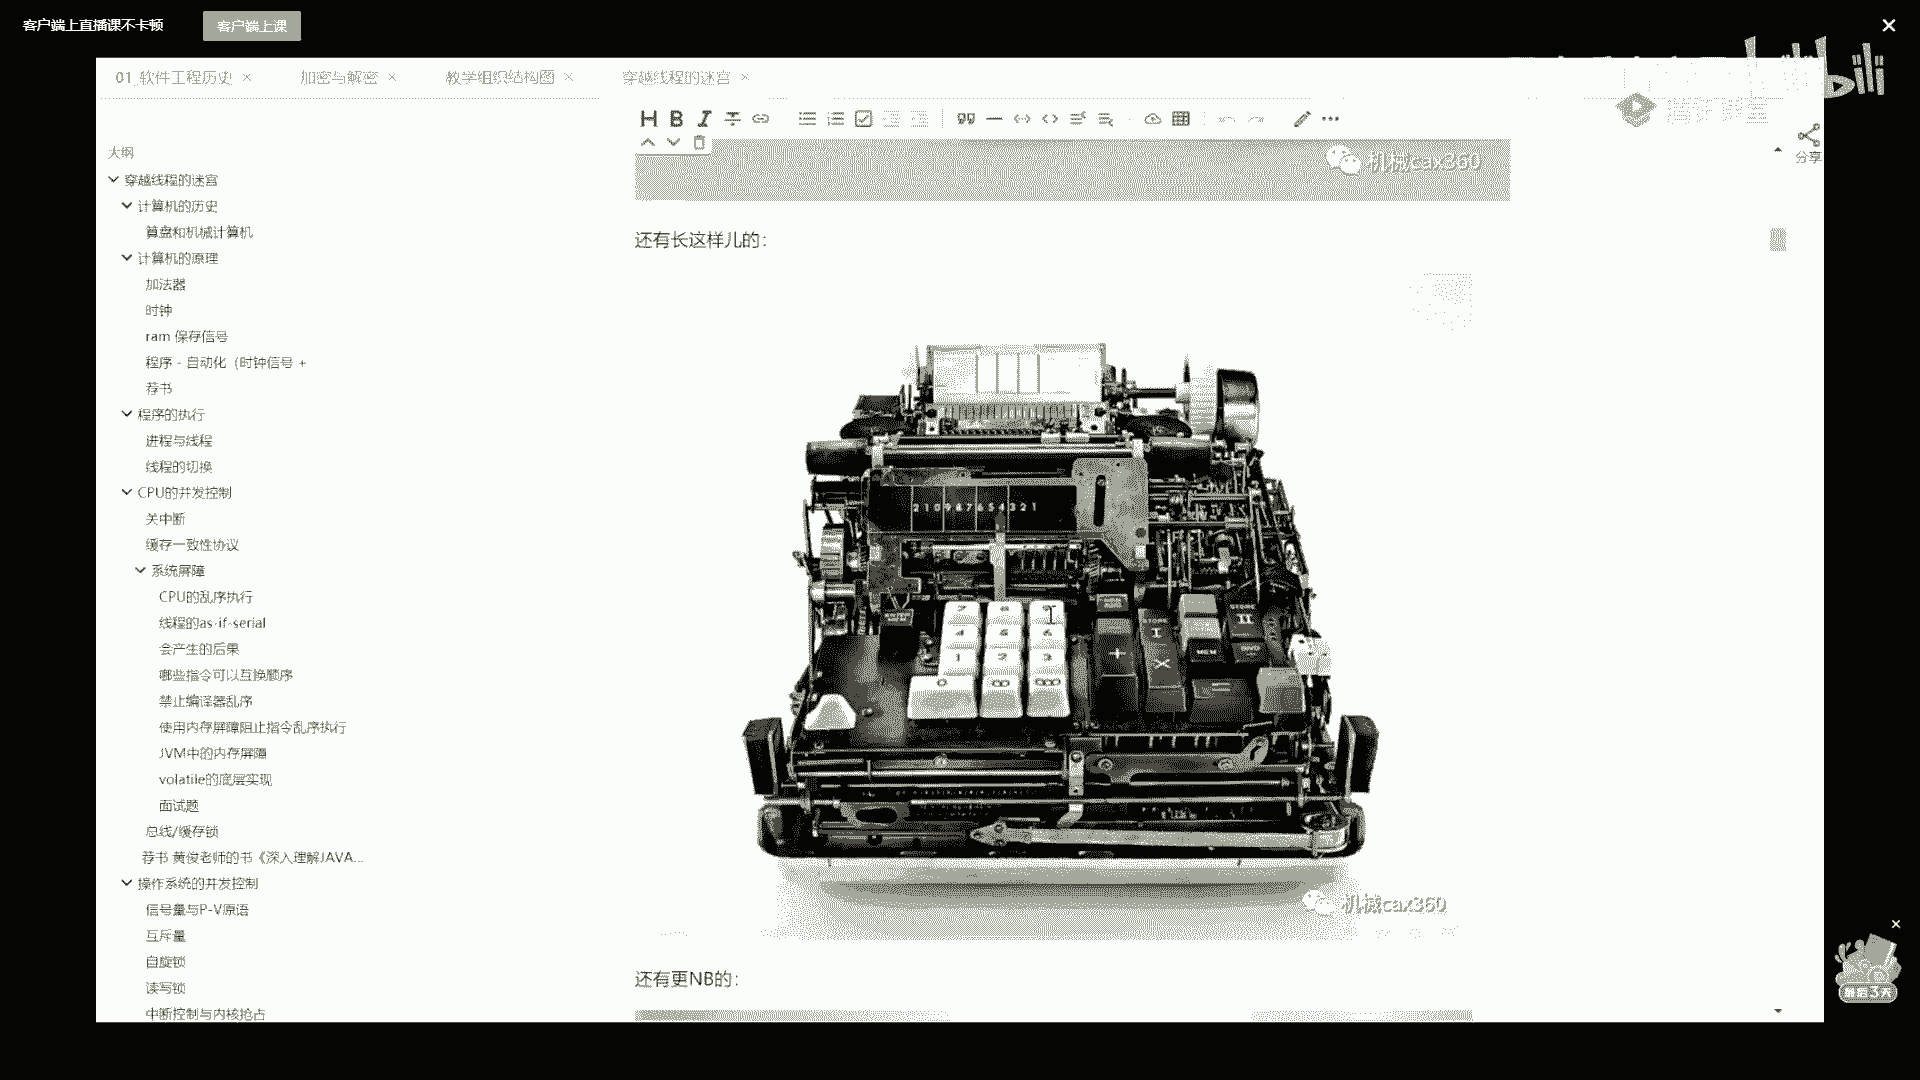 客户端上直播课不卡顿 客户端上课
bilibili
01_软件工程历史 加密与解密 教学组织结构图 穿越线程的迷宫
腾讯课堂
分享
大纲
穿越线程的迷宫
计算机的历史
算盘和机械计算机
计算机的原理
加法器
时钟
ram 保存信号
程序 - 自动化（时钟信号 +
荐书
程序的执行
进程与线程
线程的切换
CPU的并发控制
关中断
缓存一致性协议
系统屏障
CPU的乱序执行
线程的as-if-serial
会产生的后果
哪些指令可以互换顺序
禁止编译器乱序
使用内存屏障阻止指令乱序执行
JVM中的内存屏障
volatile的底层实现
面试题
总线/缓存锁
荐书 黄俊老师的书《深入理解JAVA...
操作系统的并发控制
信号量与P-V原语
互斥量
自旋锁
读写锁
中断控制与内核抢占
机械cax360
还有长这样儿的：
210987654321
7 8
4 5 6
1 2 3
0 00 000
+ I × II =
机械cax360
还有更NB的：
最后3天